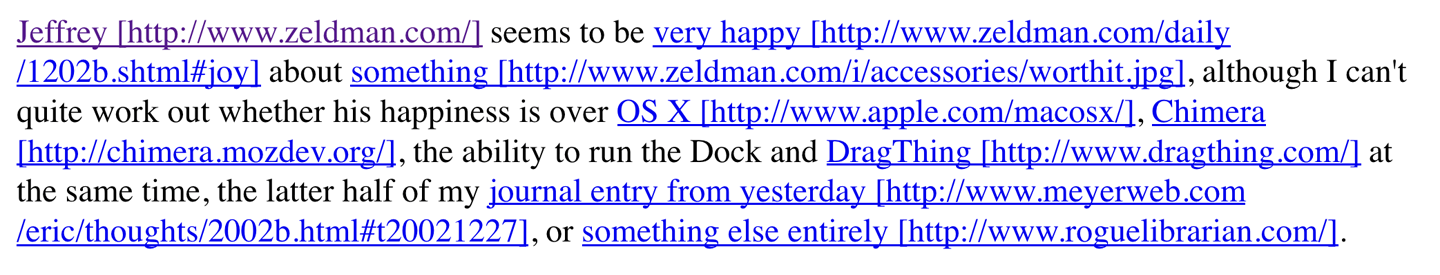 Jeffrey [http://www.zeldman.com/] seems to be very happy [http://www.zeldman.com/daily
/1202b.shtml#joy] about something [http://www.zeldman.com/i/accessories/worthit.jpg], although I can't
quite work out whether his happiness is over OS X [http://www.apple.com/macosx/], Chimera
[http://chimera.mozdev.org/], the ability to run the Dock and DragThing [http://www.dragthing.com/] at
the same time, the latter half of my journal entry from yesterday [http://www.meyerweb.com
/eric/thoughts/2002b.html#t20021227], or something else entirely [http://www.roguelibrarian.com/].